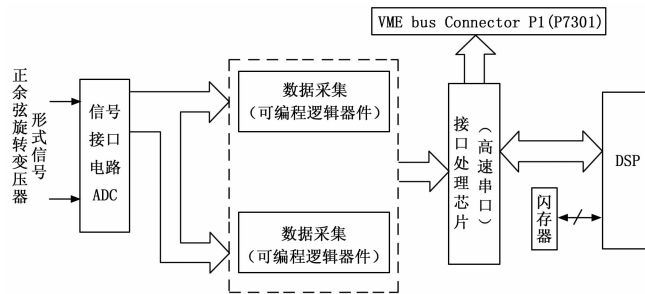 VME bus Connector P1(P7301)
正余弦旋转变压器
形式信号
信号
接口
电路
ADC
数据采集
(可编程逻辑器件)
数据采集
(可编程逻辑器件)
接口处理芯片
(高速串口)
DSP
闪存器